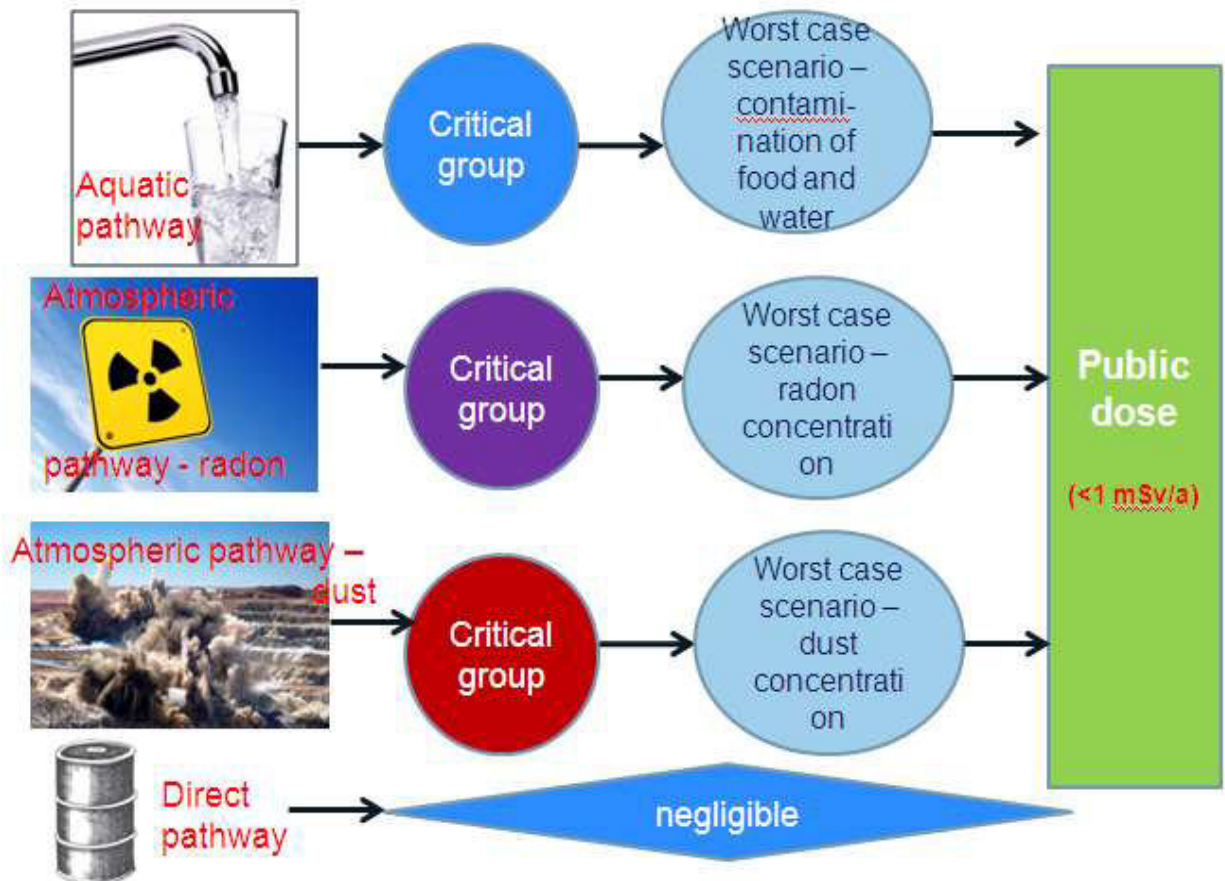 Aquatic
pathway
Critical
group
Worst case
scenario –
contami-
nation of
food and
water
Atmospheric
pathway - radon
Critical
group
Worst case
scenario –
radon
concentrati
on
Atmospheric pathway –
dust
Critical
group
Worst case
scenario –
dust
concentrati
on
Direct
pathway
negligible
Public
dose
(<1 mSv/a)